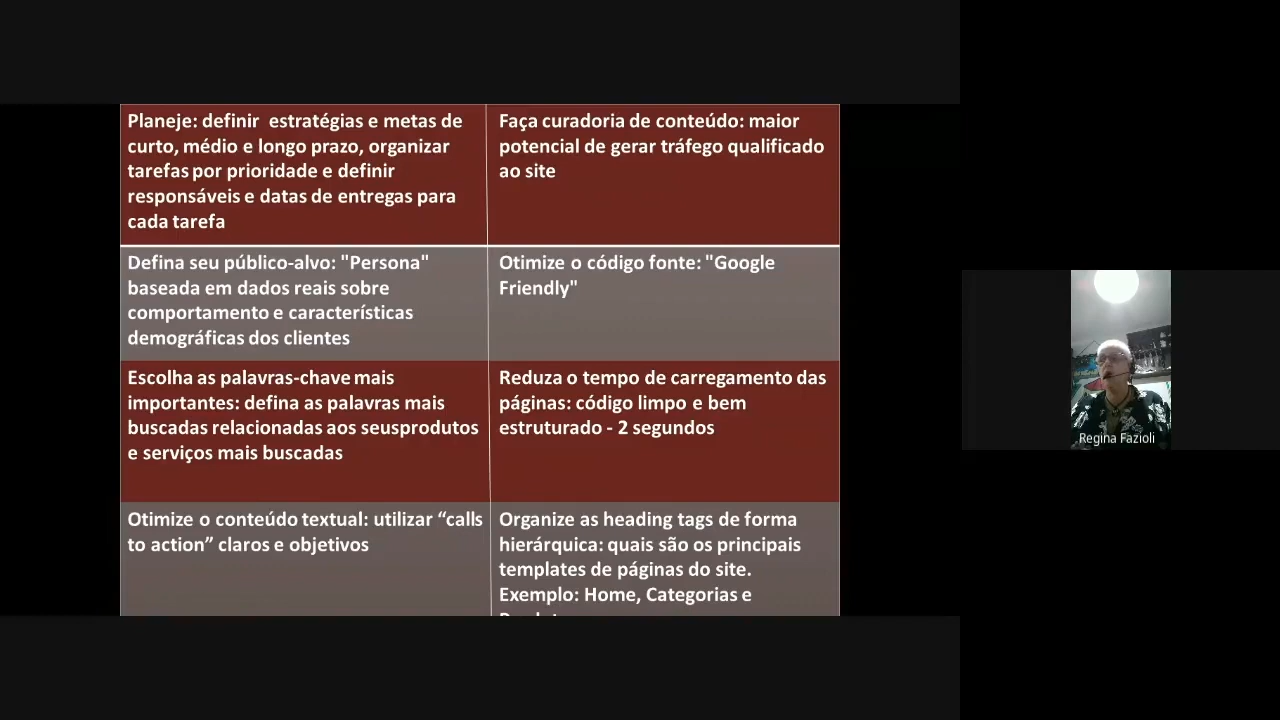 Planeje: definir estratégias e metas de
curto, médio e longo prazo, organizar
tarefas por prioridade e definir
responsáveis e datas de entregas para
cada tarefa
Faça curadoria de conteúdo: maior
potencial de gerar tráfego qualificado
ao site
Defina seu público-alvo: "Persona"
baseada em dados reais sobre
comportamento e características
demográficas dos clientes
Otimize o código fonte: "Google
Friendly"
Escolha as palavras-chave mais
importantes: defina as palavras mais
buscadas relacionadas aos seusprodutos
e serviços mais buscadas
Reduza o tempo de carregamento das
páginas: código limpo e bem
estruturado - 2 segundos
Otimize o conteúdo textual: utilizar “calls
to action” claros e objetivos
Organize as heading tags de forma
hierárquica: quais são os principais
templates de páginas do site.
Exemplo: Home, Categorias e
Regina Fazioli